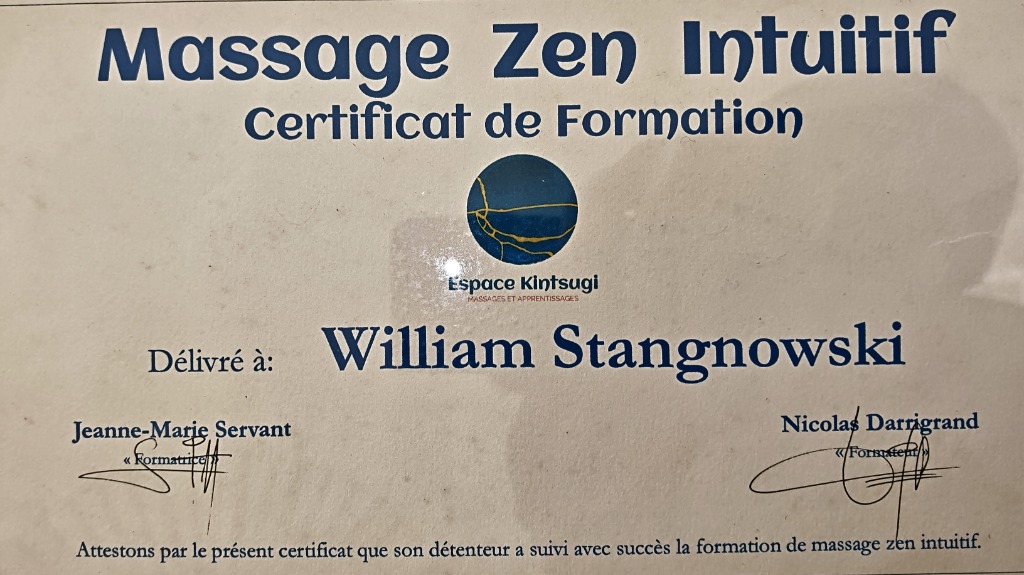 Massage Zen Intuitif
Certificat de Formation
Espace Kintsugi
MASSAGES ET APPRENTISSAGES
Délivré à: William Stangnowski
Jeanne-Marie Servant
« Formatrice »
Nicolas Darrigrand
« Formateur »
Attestons par le présent certificat que son détenteur a suivi avec succès la formation de massage zen intuitif.